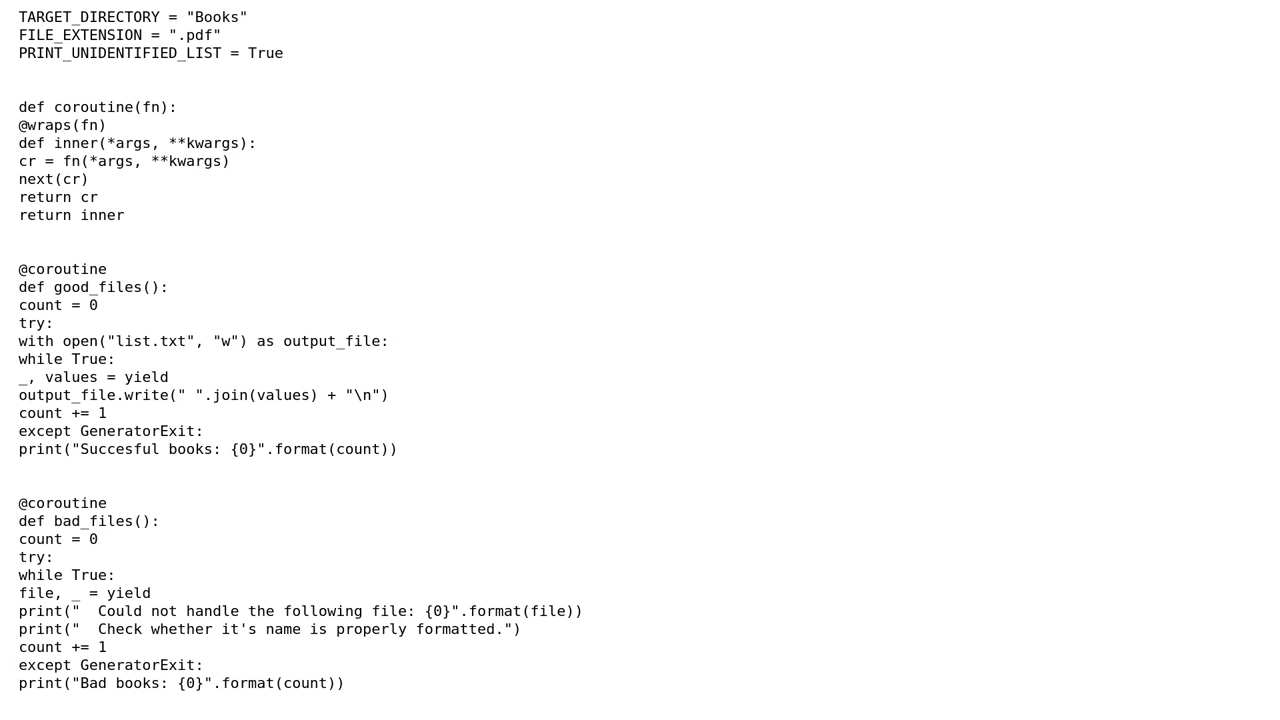 TARGET_DIRECTORY = "Books"
FILE_EXTENSION = ".pdf"
PRINT_UNIDENTIFIED_LIST = True
def coroutine(fn):
@wraps(fn)
def inner(*args, **kwargs):
cr = fn(*args, **kwargs)
next(cr)
return cr
return inner
@coroutine
def good_files():
count = 0
try:
with open("list.txt", "w") as output_file:
while True:
_, values = yield
output_file.write(" ".join(values) + "\n")
count += 1
except GeneratorExit:
print("Succesful books: {0}".format(count))
@coroutine
def bad_files():
count = 0
try:
while True:
file, _ = yield
print("  Could not handle the following file: {0}".format(file))
print("  Check whether it's name is properly formatted.")
count += 1
except GeneratorExit:
print("Bad books: {0}".format(count))